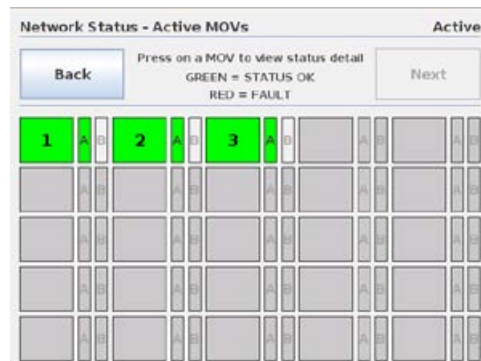 Network Status - Active MOVs Active
Back
Press on a MOV to view status detail
GREEN = STATUS OK
RED = FAULT
Next
1 A B 2 A B 3 A B A B A B
A B A B A B A B A B
A B A B A B A B A B
A B A B A B A B A B
A B A B A B A B A B